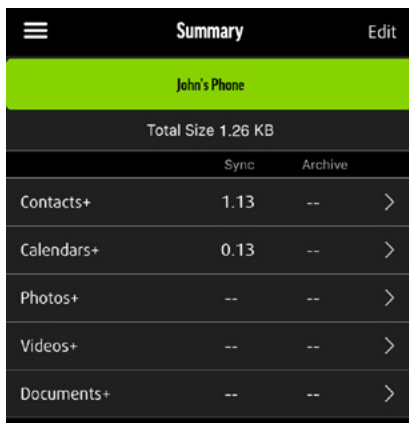 Summary Edit
John's Phone
Total Size 1.26 KB
Sync Archive
Contacts+ 1.13 --
Calendars+ 0.13 --
Photos+ -- --
Videos+ -- --
Documents+ -- --